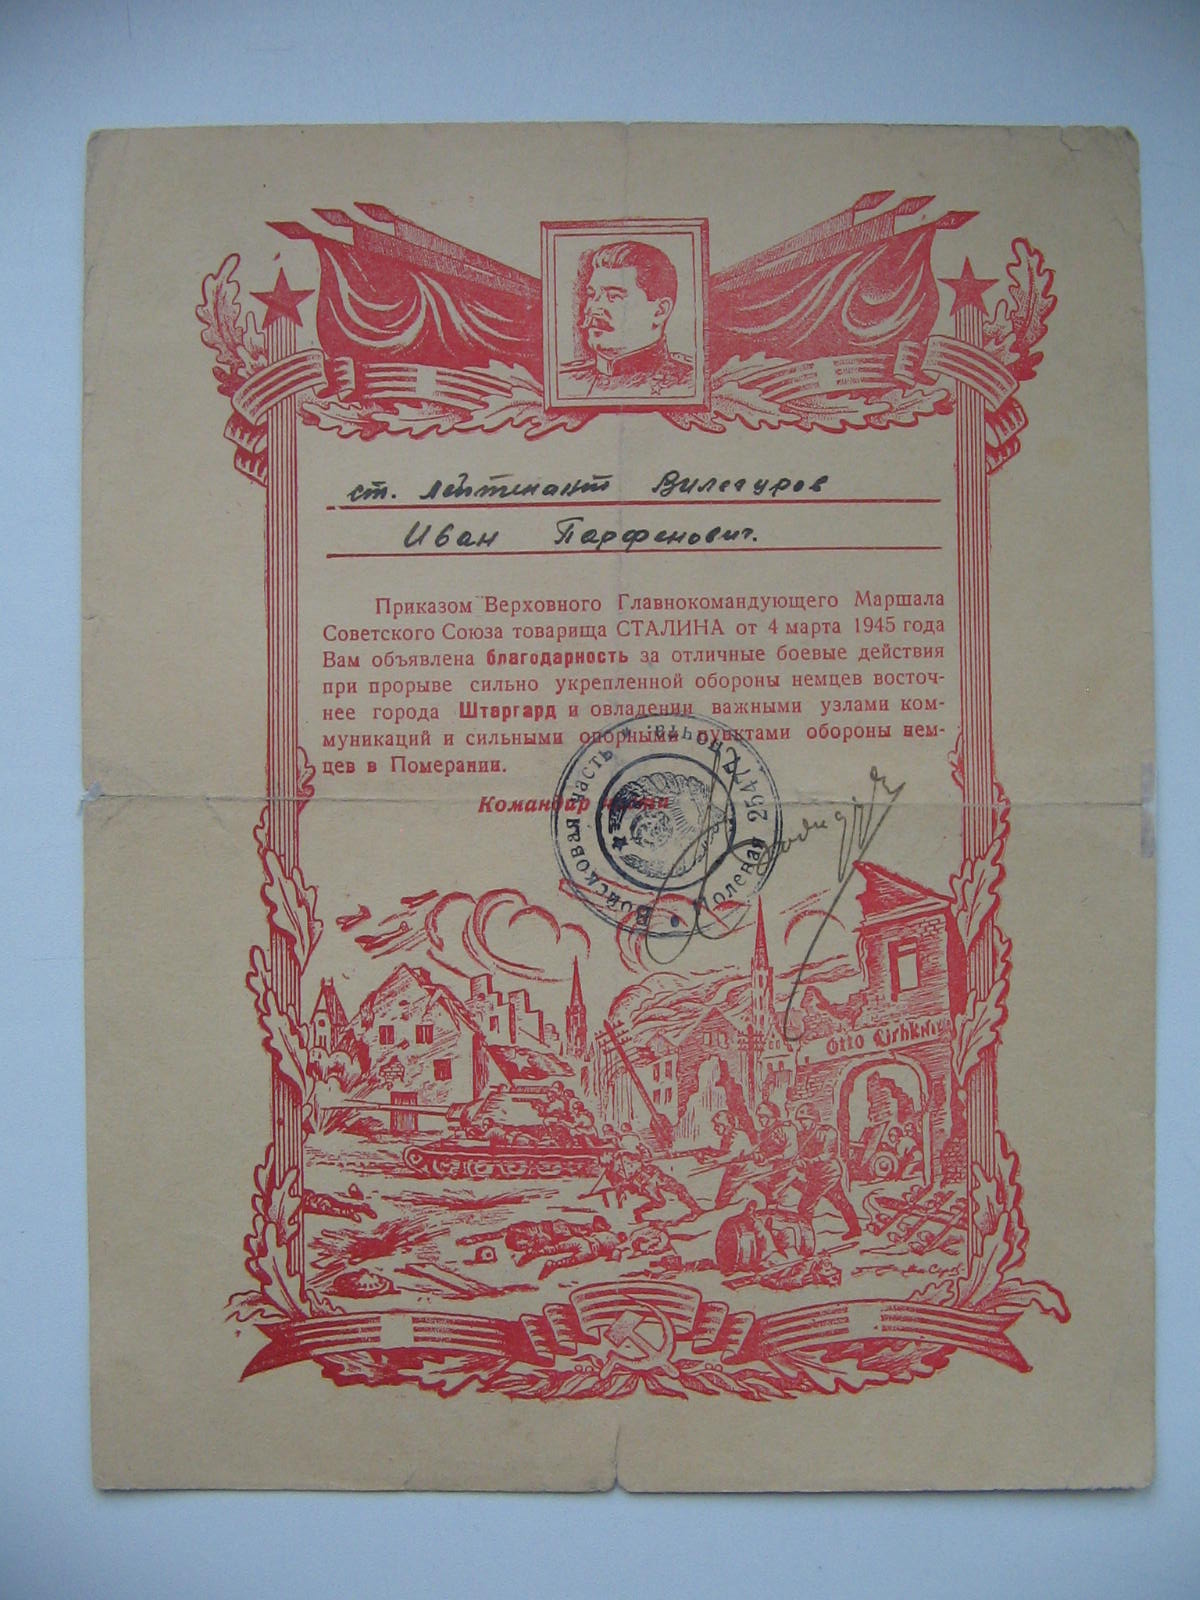 ст. лейтенант Вилегуров
Иван Парфенович.
Приказом Верховного Главнокомандующего Маршала
Советского Союза товарища СТАЛИНА от 4 марта 1945 года
Вам объявлена благодарность за отличные боевые действия
при прорыве сильно укрепленной обороны немцев восточ-
нее города Штаргард и овладении важными узлами ком-
муникаций и сильными опорными пунктами обороны нем-
цев в Померании.
Командир части
Войсковая часть • Полевая почта
Otto